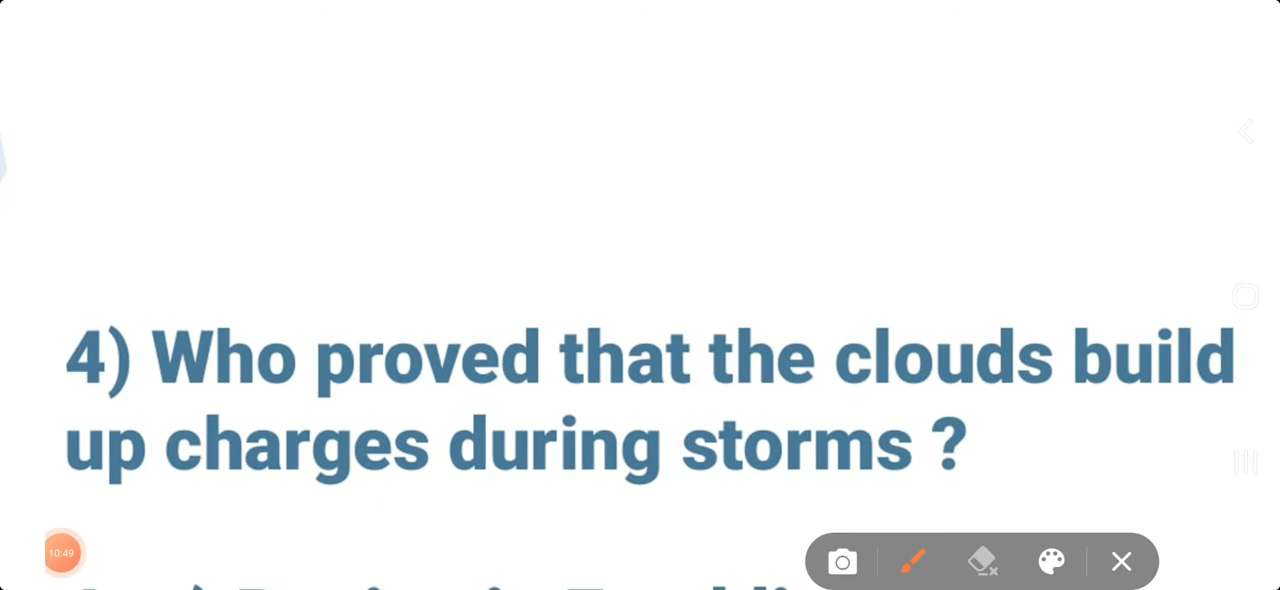 4) Who proved that the clouds build
up charges during storms ?
10:49